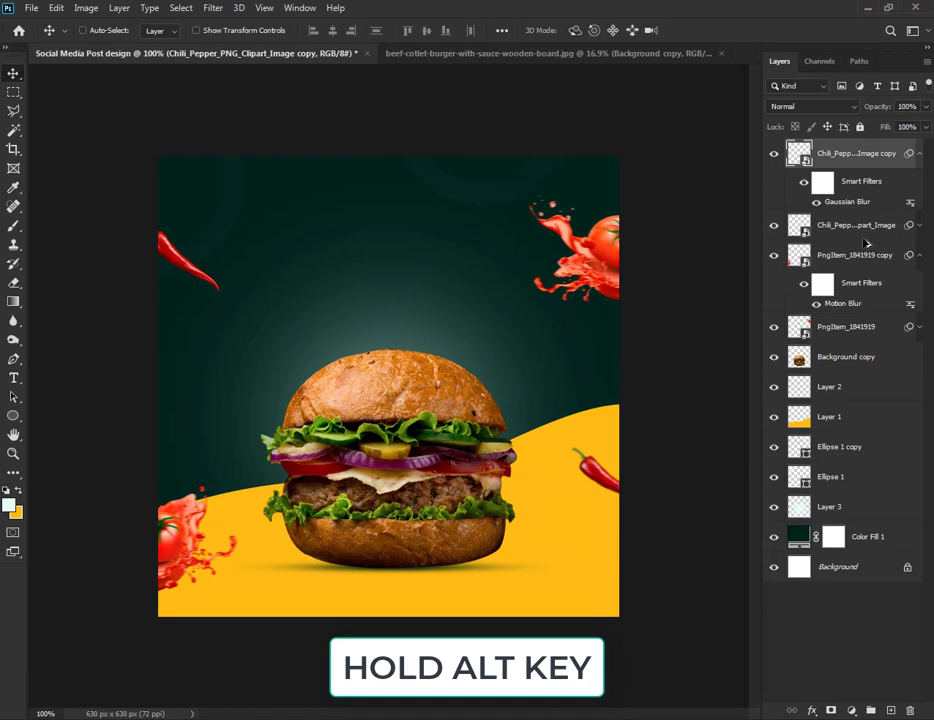 Ps File Edit Image Layer Type Select Filter 3D View Window Help
Auto-Select: Layer Show Transform Controls 3D Mode:
Social Media Post design @ 100% (Chili_Pepper_PNG_Clipart_Image copy, RGB/8#) * × beef-cotlet-burger-with-sauce-wooden-board.jpg @ 16.9% (Background copy, RGB/... ×
Layers Channels Paths
Kind
Normal Opacity: 100%
Lock: Fill: 100%
Chili_Pepp...Image copy
Smart Filters
Gaussian Blur
Chili_Pepp...part_Image
PngItem_1841919 copy
Smart Filters
Motion Blur
PngItem_1841919
Background copy
Layer 2
Layer 1
Ellipse 1 copy
Ellipse 1
Layer 3
Color Fill 1
Background
HOLD ALT KEY
100% 630 px x 630 px (72 ppi)
fx